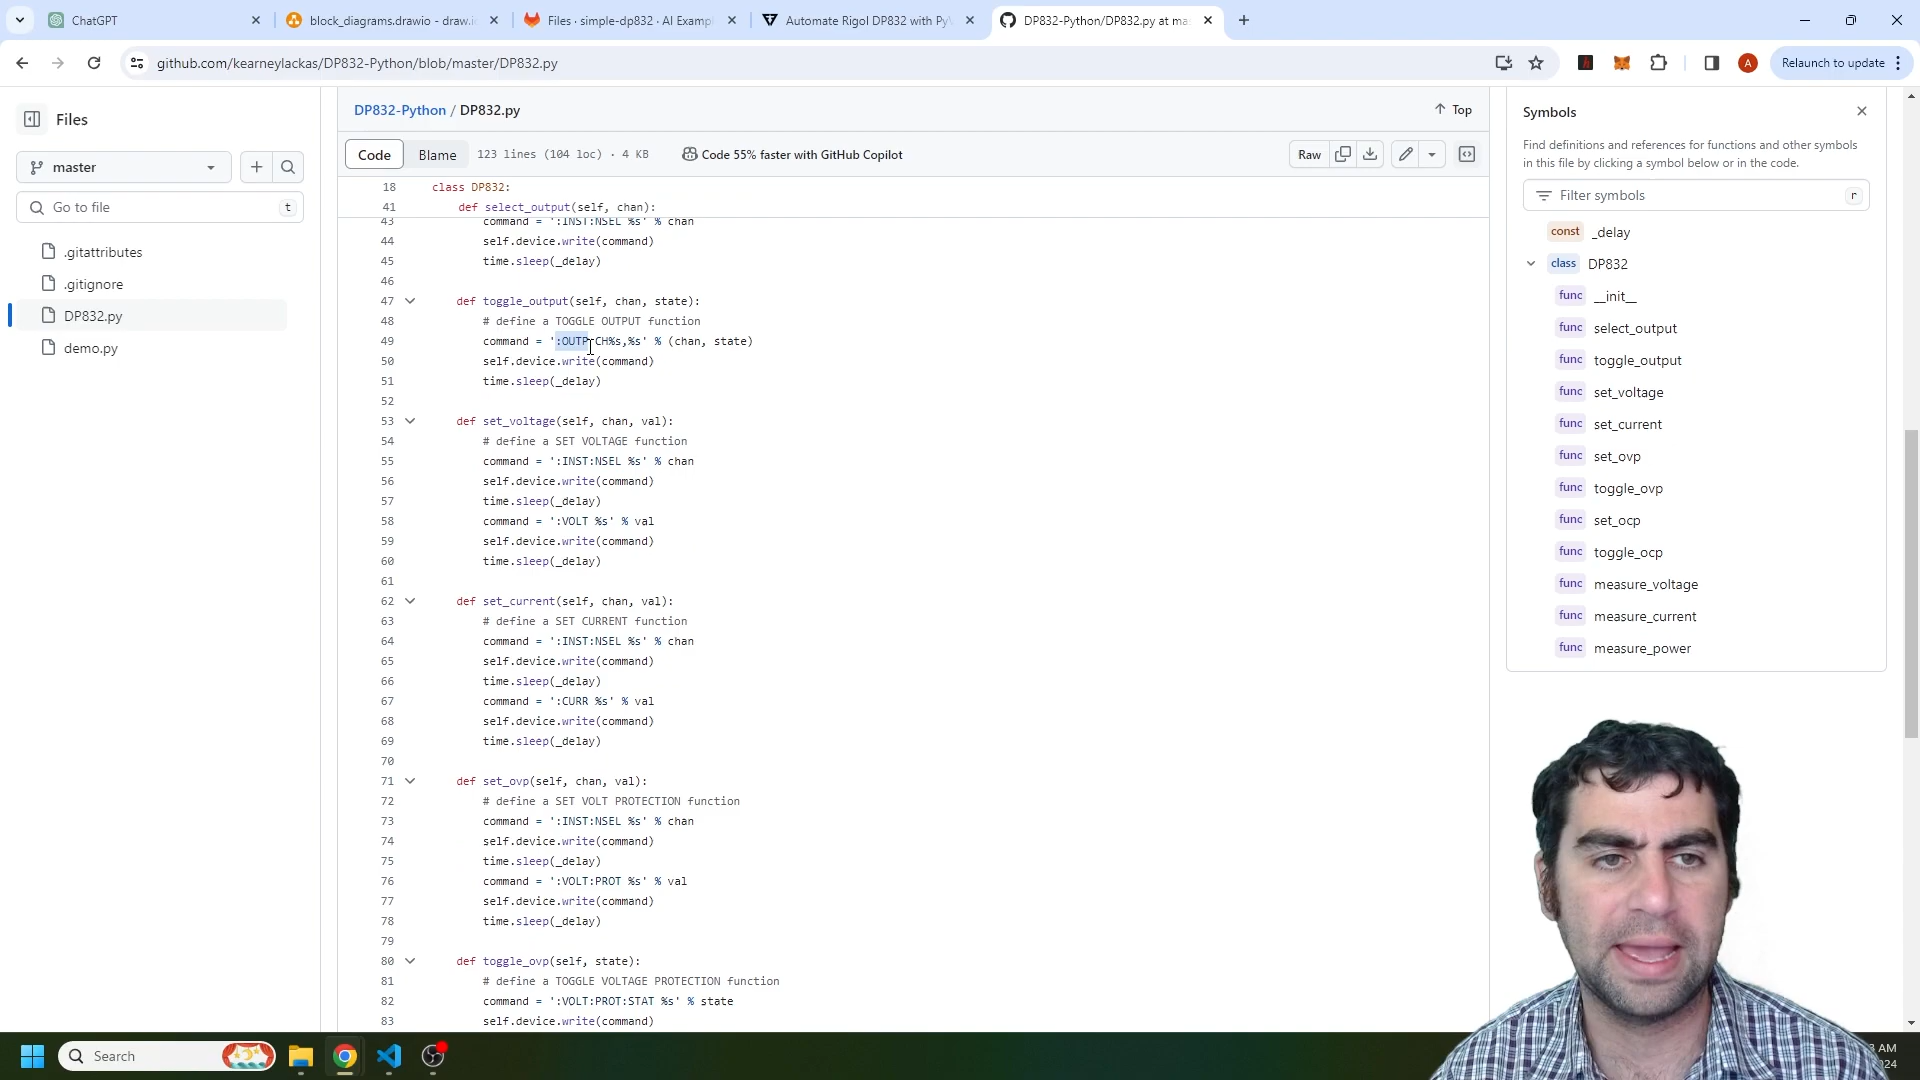 ChatGPT
block_diagrams.drawio - draw.i
Files · simple-dp832 · AI Examp
Automate Rigol DP832 with Py
DP832-Python/DP832.py at ma
github.com/kearneylackas/DP832-Python/blob/master/DP832.py
A
Relaunch to update
Files
master
Go to file
t
.gitattributes
.gitignore
DP832.py
demo.py
DP832-Python / DP832.py
Top
Code
Blame
123 lines (104 loc) · 4 KB
Code 55% faster with GitHub Copilot
Raw
18 class DP832:
41 def select_output(self, chan):
43 command = ':INST:NSEL %s' % chan
44 self.device.write(command)
45 time.sleep(_delay)
46
47 def toggle_output(self, chan, state):
48 # define a TOGGLE OUTPUT function
49 command = ':OUTP CH%s,%s' % (chan, state)
50 self.device.write(command)
51 time.sleep(_delay)
52
53 def set_voltage(self, chan, val):
54 # define a SET VOLTAGE function
55 command = ':INST:NSEL %s' % chan
56 self.device.write(command)
57 time.sleep(_delay)
58 command = ':VOLT %s' % val
59 self.device.write(command)
60 time.sleep(_delay)
61
62 def set_current(self, chan, val):
63 # define a SET CURRENT function
64 command = ':INST:NSEL %s' % chan
65 self.device.write(command)
66 time.sleep(_delay)
67 command = ':CURR %s' % val
68 self.device.write(command)
69 time.sleep(_delay)
70
71 def set_ovp(self, chan, val):
72 # define a SET VOLT PROTECTION function
73 command = ':INST:NSEL %s' % chan
74 self.device.write(command)
75 time.sleep(_delay)
76 command = ':VOLT:PROT %s' % val
77 self.device.write(command)
78 time.sleep(_delay)
79
80 def toggle_ovp(self, state):
81 # define a TOGGLE VOLTAGE PROTECTION function
82 command = ':VOLT:PROT:STAT %s' % state
83 self.device.write(command)
Symbols
Find definitions and references for functions and other symbols
in this file by clicking a symbol below or in the code.
Filter symbols
r
const _delay
class DP832
func __init__
func select_output
func toggle_output
func set_voltage
func set_current
func set_ovp
func toggle_ovp
func set_ocp
func toggle_ocp
func measure_voltage
func measure_current
func measure_power
Search
AM